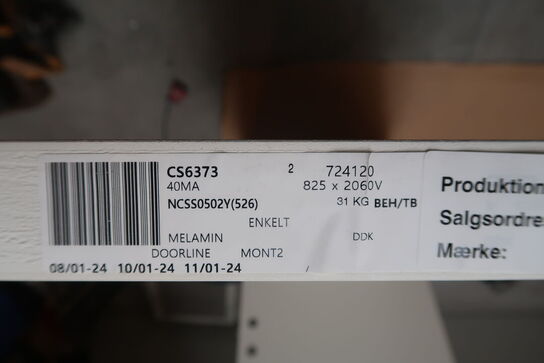 CS6373 2 724120
40MA 825 x 2060V
NCSS0502Y(526) 31 KG BEH/TB
ENKELT
MELAMIN DDK
DOORLINE MONT2
08/01-24 10/01-24 11/01-24
Produktion
Salgsordre
Mærke: